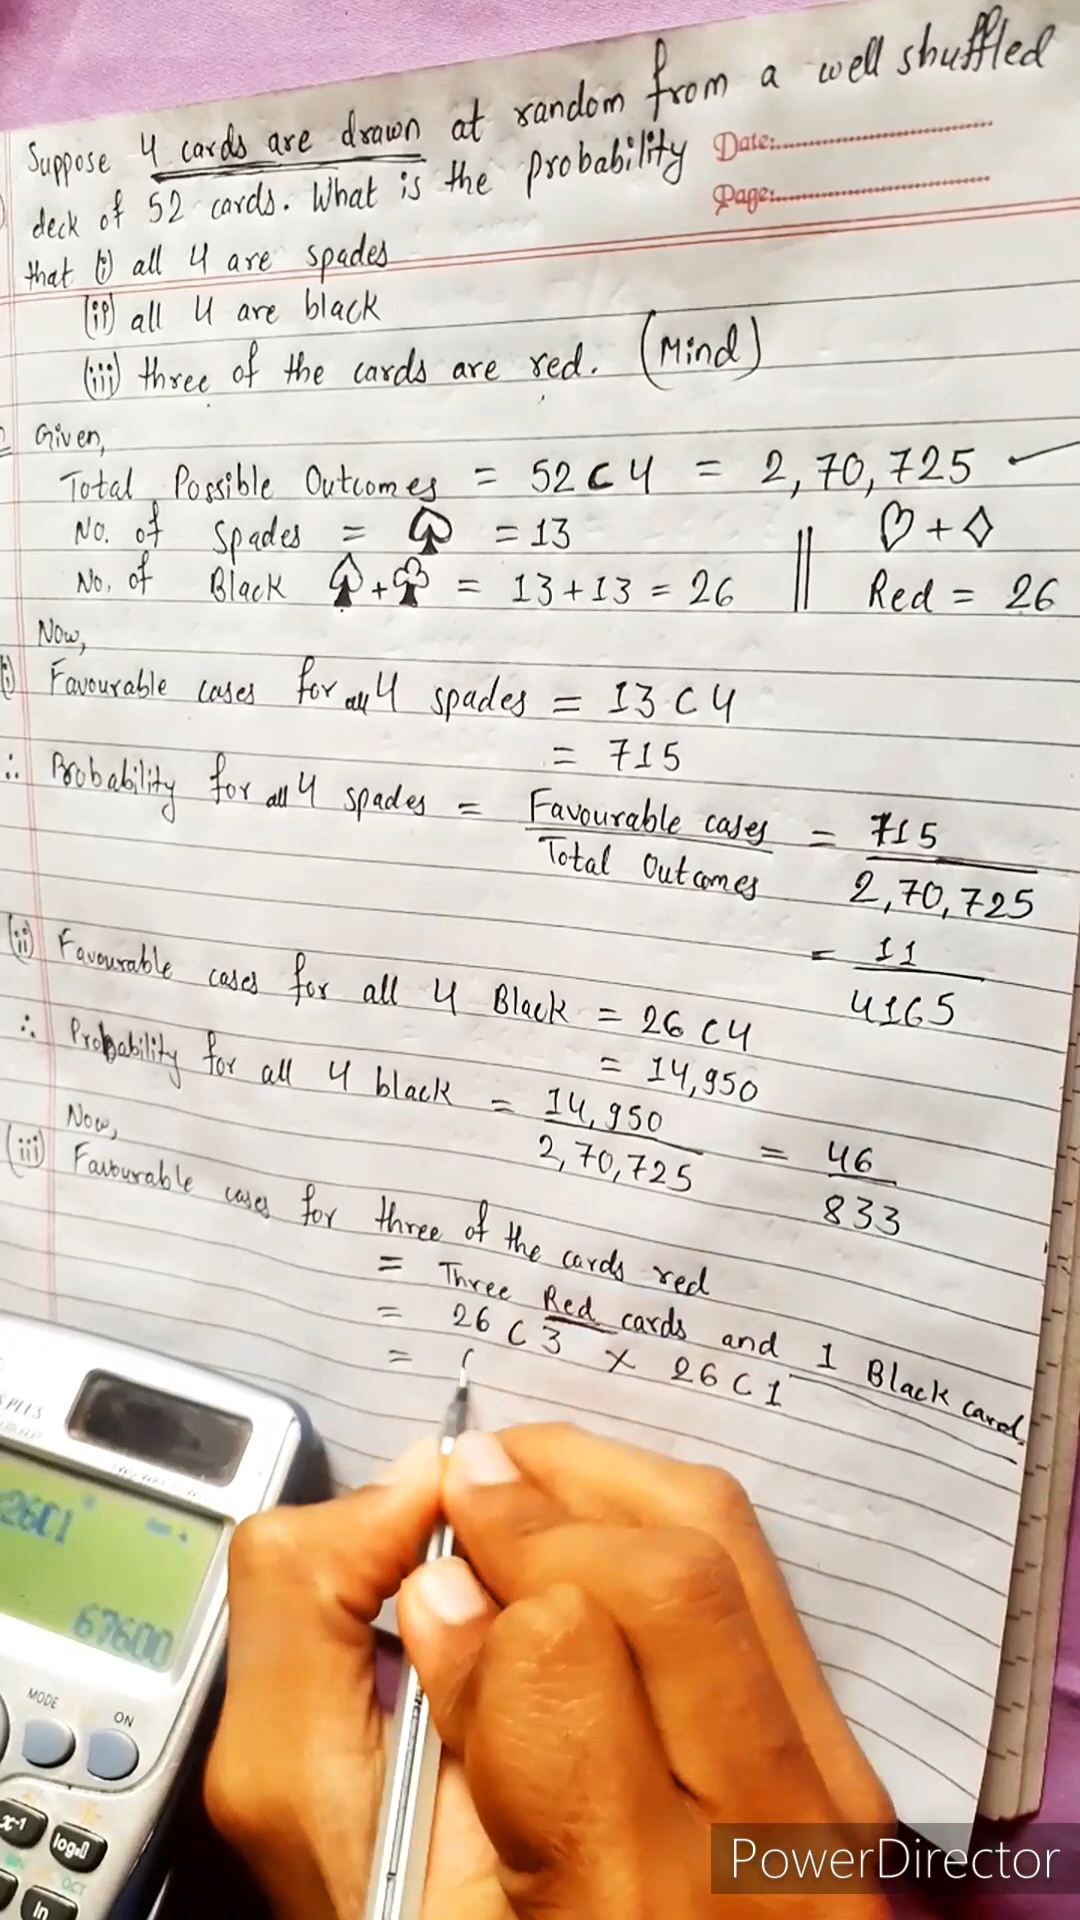 Suppose 4 cards are drawn at random from a well shuffled
Date:
deck of 52 cards. What is the probability
Page:
that (i) all 4 are spades
(ii) all 4 are black
(iii) three of the cards are red. (Mind)
Given,
Total Possible Outcomes = 52C4 = 2,70,725
No. of Spades = ♤ = 13 ♡ + ♢
No. of Black ♤ + ♧ = 13+13 = 26 || Red = 26
Now,
(i) Favourable cases for all 4 spades = 13C4
= 715
∴ Probability for all 4 spades = Favourable cases / Total Outcomes = 715 / 2,70,725
= 11 / 4165
(ii) Favourable cases for all 4 Black = 26C4
= 14,950
∴ Probability for all 4 black = 14,950 / 2,70,725 = 46 / 833
Now,
(iii) Favourable cases for three of the cards red
= Three Red cards and 1 Black card.
= 26C3 × 26C1
=
26C1
67600
MODE
ON
x-1
log
OCT
ln
PowerDirector